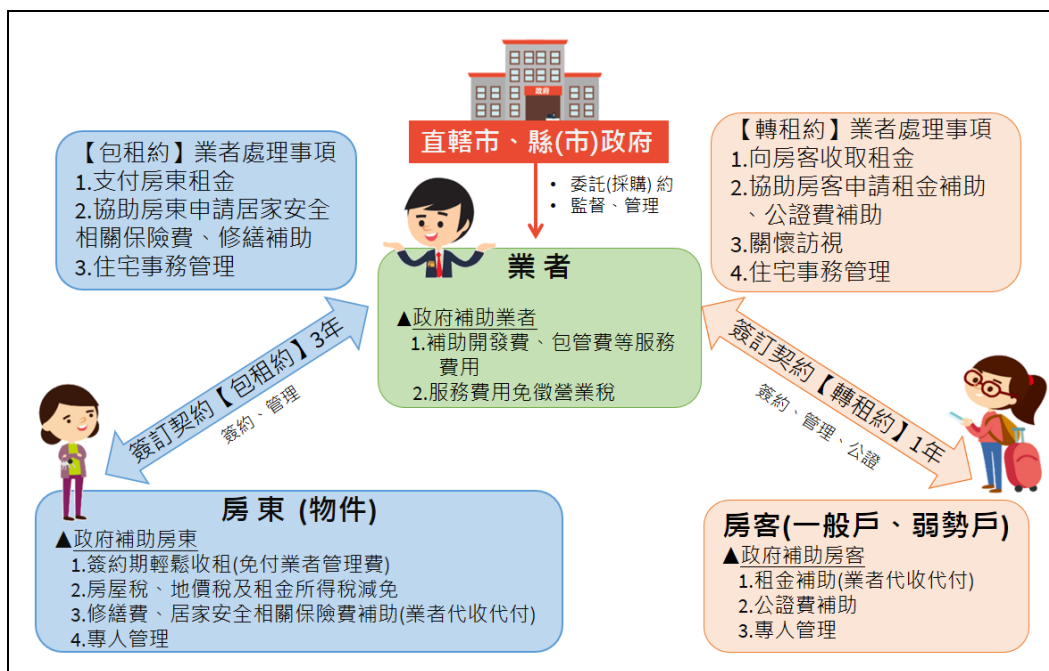 政府
直轄市、縣(市)政府
• 委託(採購) 約
• 監督、管理
【包租約】業者處理事項
1.支付房東租金
2.協助房東申請居家安全
相關保險費、修繕補助
3.住宅事務管理
【轉租約】業者處理事項
1.向房客收取租金
2.協助房客申請租金補助
、公證費補助
3.關懷訪視
4.住宅事務管理
業者
▲政府補助業者
1.補助開發費、包管費等服務
費用
2.服務費用免徵營業稅
簽訂契約【包租約】3年
簽約、管理
簽訂契約【轉租約】1年
簽約、管理、公證
房東 (物件)
▲政府補助房東
1.簽約期輕鬆收租(免付業者管理費)
2.房屋稅、地價稅及租金所得稅減免
3.修繕費、居家安全相關保險費補助(業者代收代付)
4.專人管理
房客(一般戶、弱勢戶)
▲政府補助房客
1.租金補助(業者代收代付)
2.公證費補助
3.專人管理